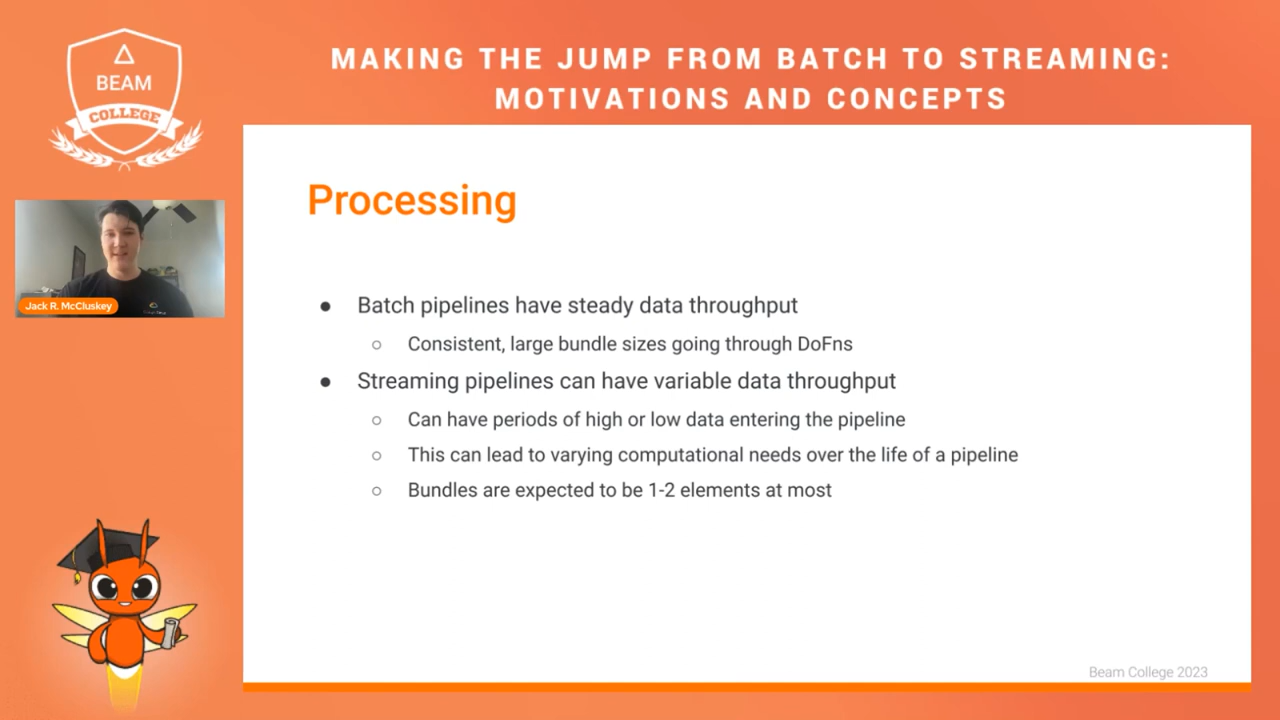 BEAM
COLLEGE
MAKING THE JUMP FROM BATCH TO STREAMING:
MOTIVATIONS AND CONCEPTS
Jack R. McCluskey
Processing
● Batch pipelines have steady data throughput
○ Consistent, large bundle sizes going through DoFns
● Streaming pipelines can have variable data throughput
○ Can have periods of high or low data entering the pipeline
○ This can lead to varying computational needs over the life of a pipeline
○ Bundles are expected to be 1-2 elements at most
Beam College 2023